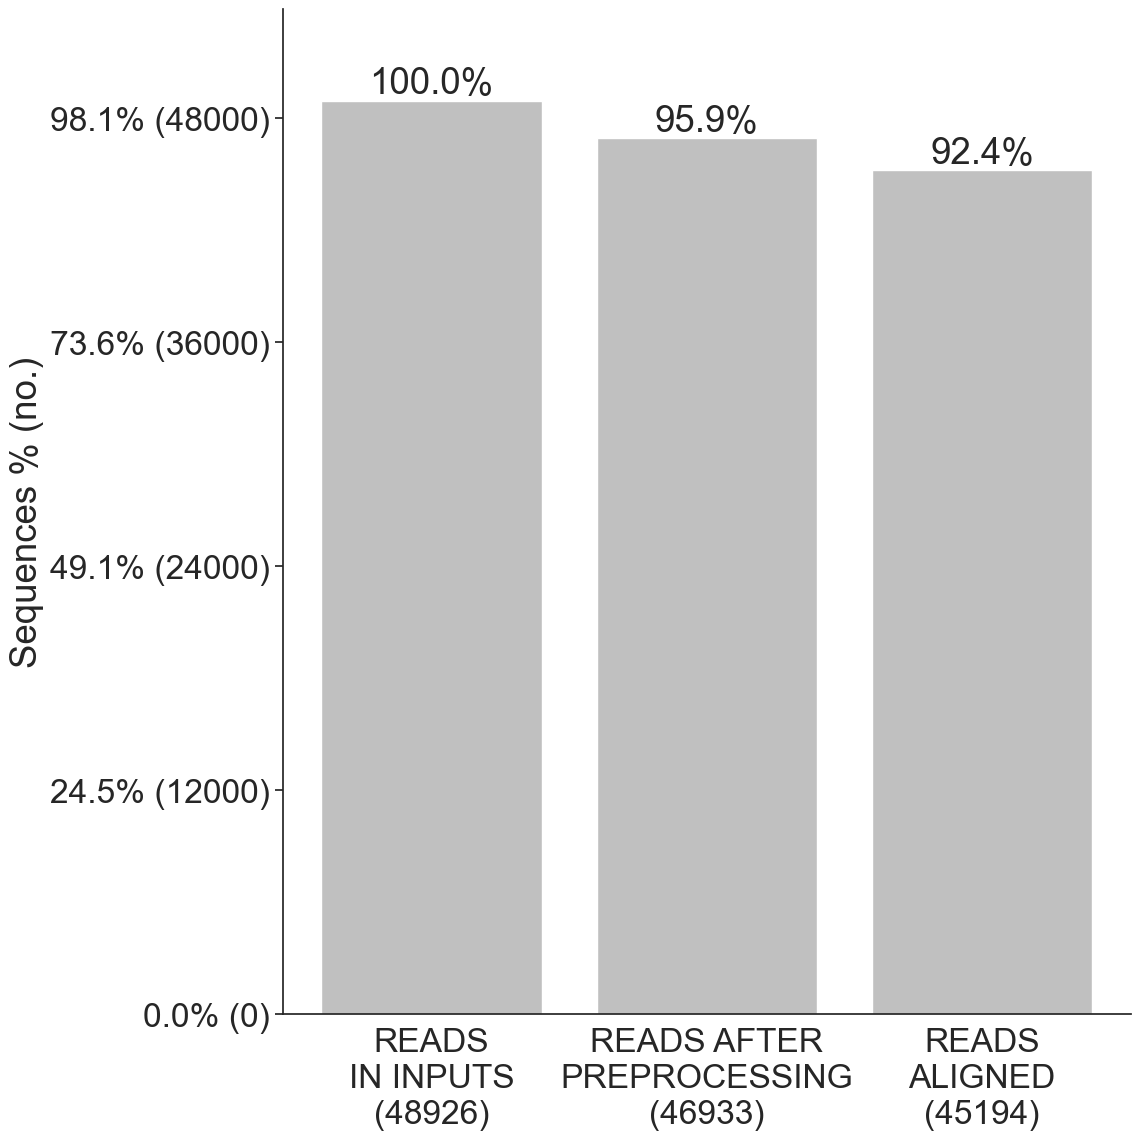 100.0%
95.9%
92.4%
98.1% (48000)
73.6% (36000)
49.1% (24000)
24.5% (12000)
0.0% (0)
Sequences % (no.)
READS
IN INPUTS
(48926)
READS AFTER
PREPROCESSING
(46933)
READS
ALIGNED
(45194)